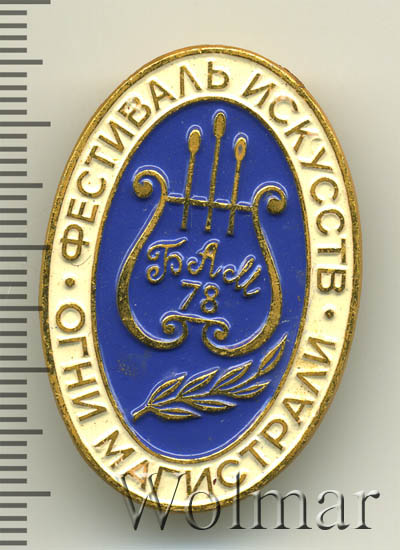 ФЕСТИВАЛЬ ИСКУССТВ ·
ОГНИ МАГИСТРАЛИ ·
БАМ
78
Wolmar